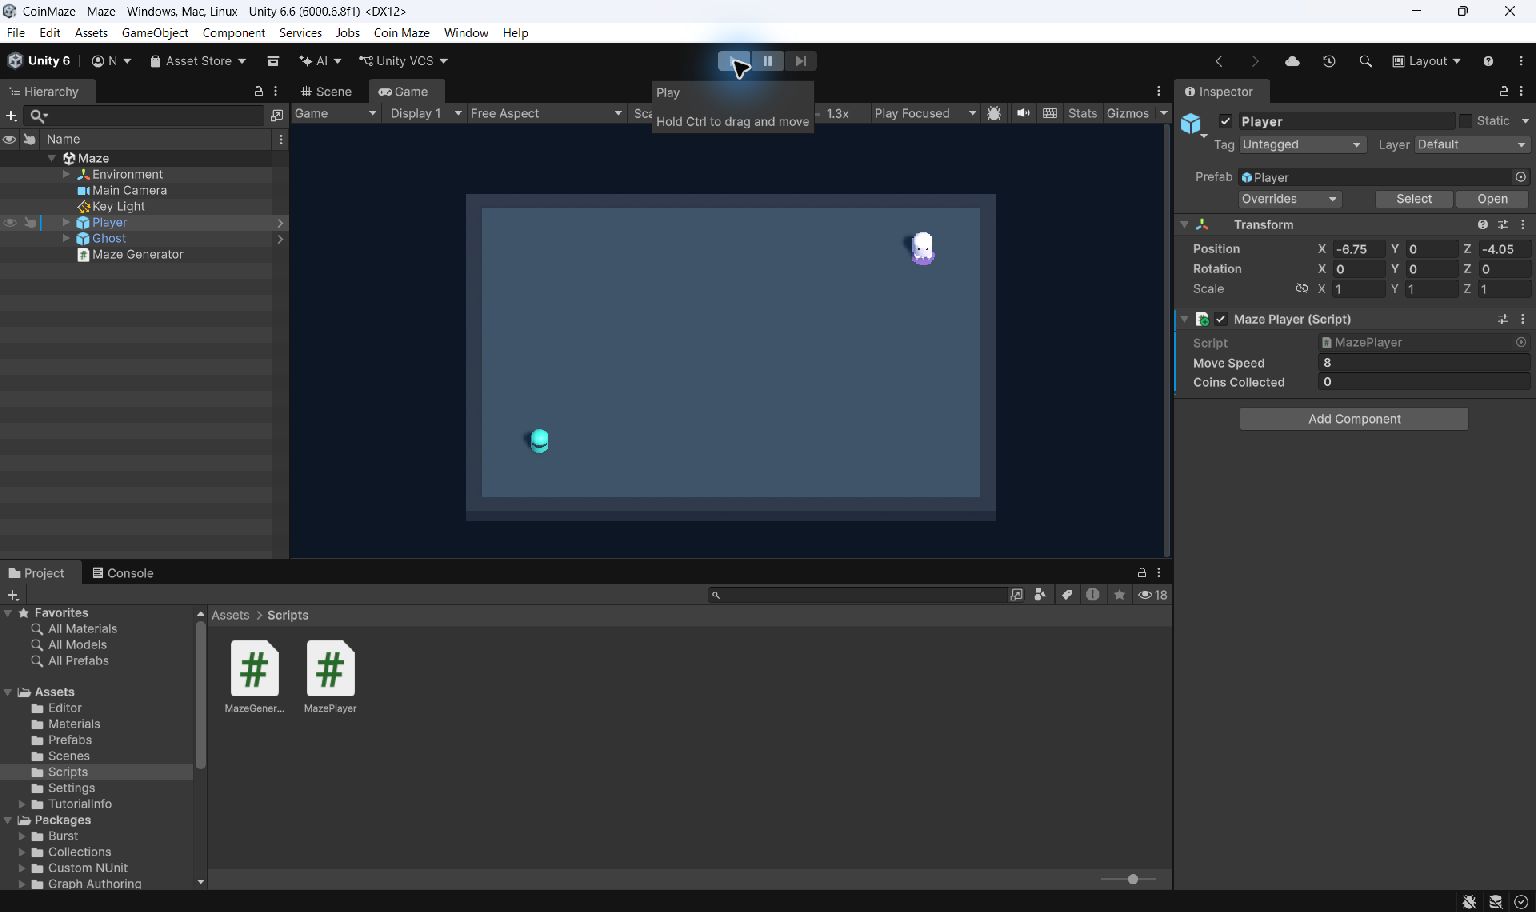 CoinMaze - Maze - Windows, Mac, Linux - Unity 6.6 (6000.6.8f1) <DX12>
File Edit Assets GameObject Component Services Jobs Coin Maze Window Help
Unity 6 N Asset Store AI Unity VCS Layout
Hierarchy
Scene Game
Inspector
Play
Hold Ctrl to drag and move
Game Display 1 Free Aspect Sca 1.3x Play Focused Stats Gizmos
Name
Maze
Environment
Main Camera
Key Light
Player
Ghost
Maze Generator
Player Static
Tag Untagged Layer Default
Prefab Player
Overrides Select Open
Transform
Position X -6.75 Y 0 Z -4.05
Rotation X 0 Y 0 Z 0
Scale X 1 Y 1 Z 1
Maze Player (Script)
Script MazePlayer
Move Speed 8
Coins Collected 0
Add Component
Project Console
18
Favorites
All Materials
All Models
All Prefabs
Assets
Editor
Materials
Prefabs
Scenes
Scripts
Settings
TutorialInfo
Packages
Burst
Collections
Custom NUnit
Graph Authoring
Assets > Scripts
MazeGener... MazePlayer